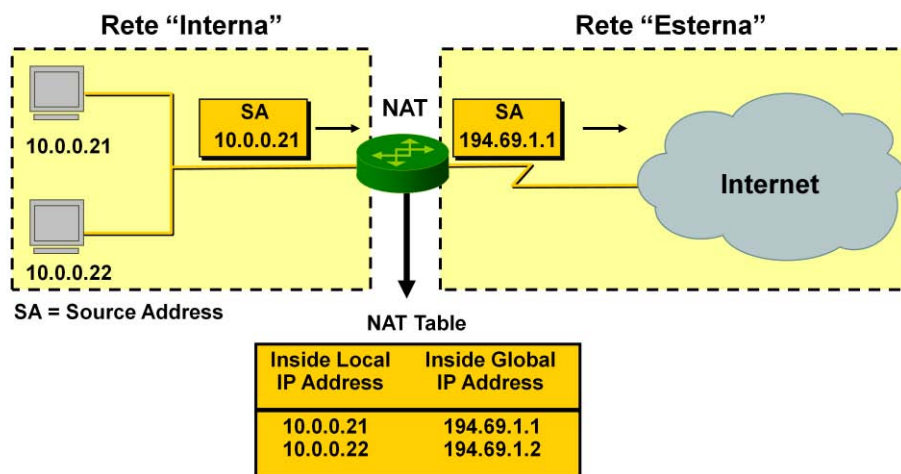 Rete “Interna”
Rete “Esterna”
10.0.0.21
10.0.0.22
SA
10.0.0.21
NAT
SA
194.69.1.1
Internet
SA = Source Address
NAT Table
Inside Local
IP Address
Inside Global
IP Address
10.0.0.21 194.69.1.1
10.0.0.22 194.69.1.2